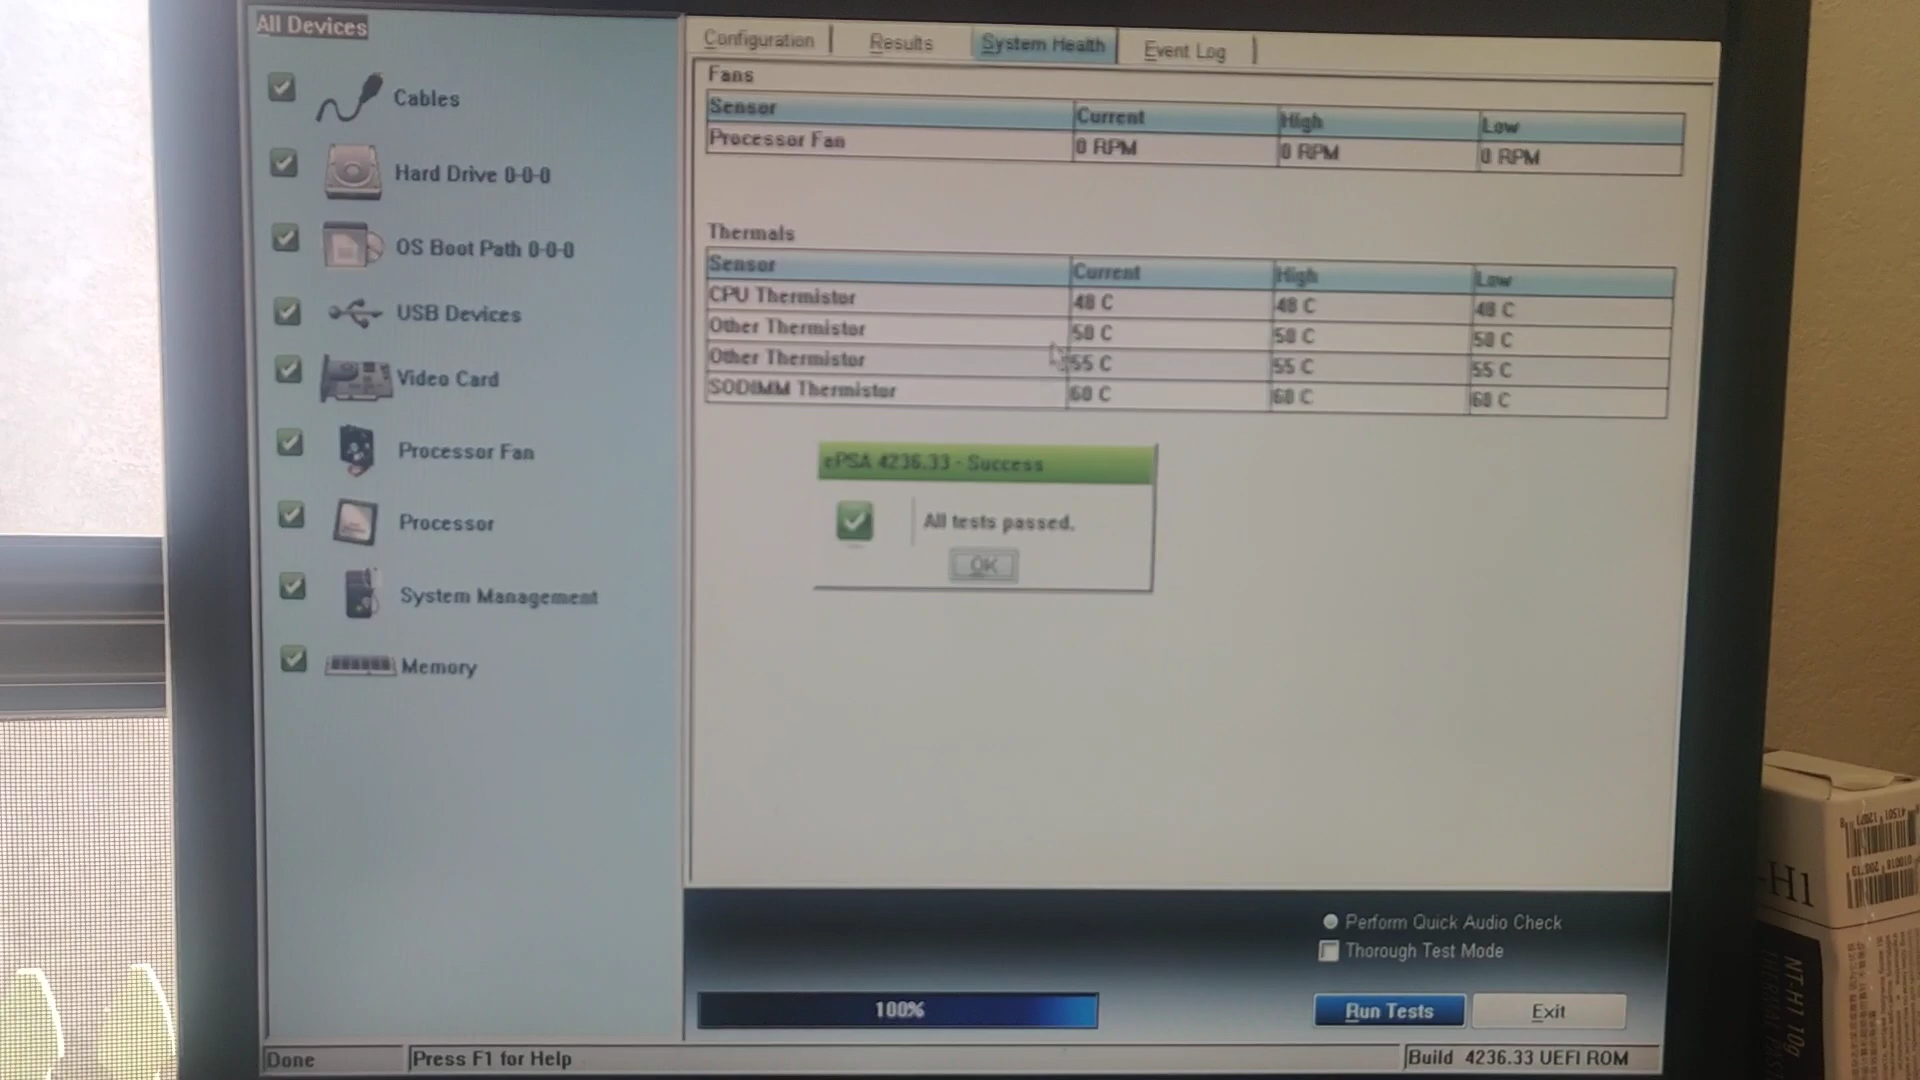 All Devices
Cables
Hard Drive 0-0-0
OS Boot Path 0-0-0
USB Devices
Video Card
Processor Fan
Processor
System Management
Memory
Configuration Results System Health Event Log
Fans
Sensor Current High Low
Processor Fan 0 RPM 0 RPM 0 RPM
Thermals
Sensor Current High Low
CPU Thermistor 48 C 48 C 48 C
Other Thermistor 50 C 50 C 50 C
Other Thermistor 55 C 55 C 55 C
SODIMM Thermistor 60 C 60 C 60 C
ePSA 4236.33 - Success
All tests passed.
OK
Perform Quick Audio Check
Thorough Test Mode
100%
Run Tests Exit
Done Press F1 for Help Build 4236.33 UEFI ROM
-H1
NT-H1 10g